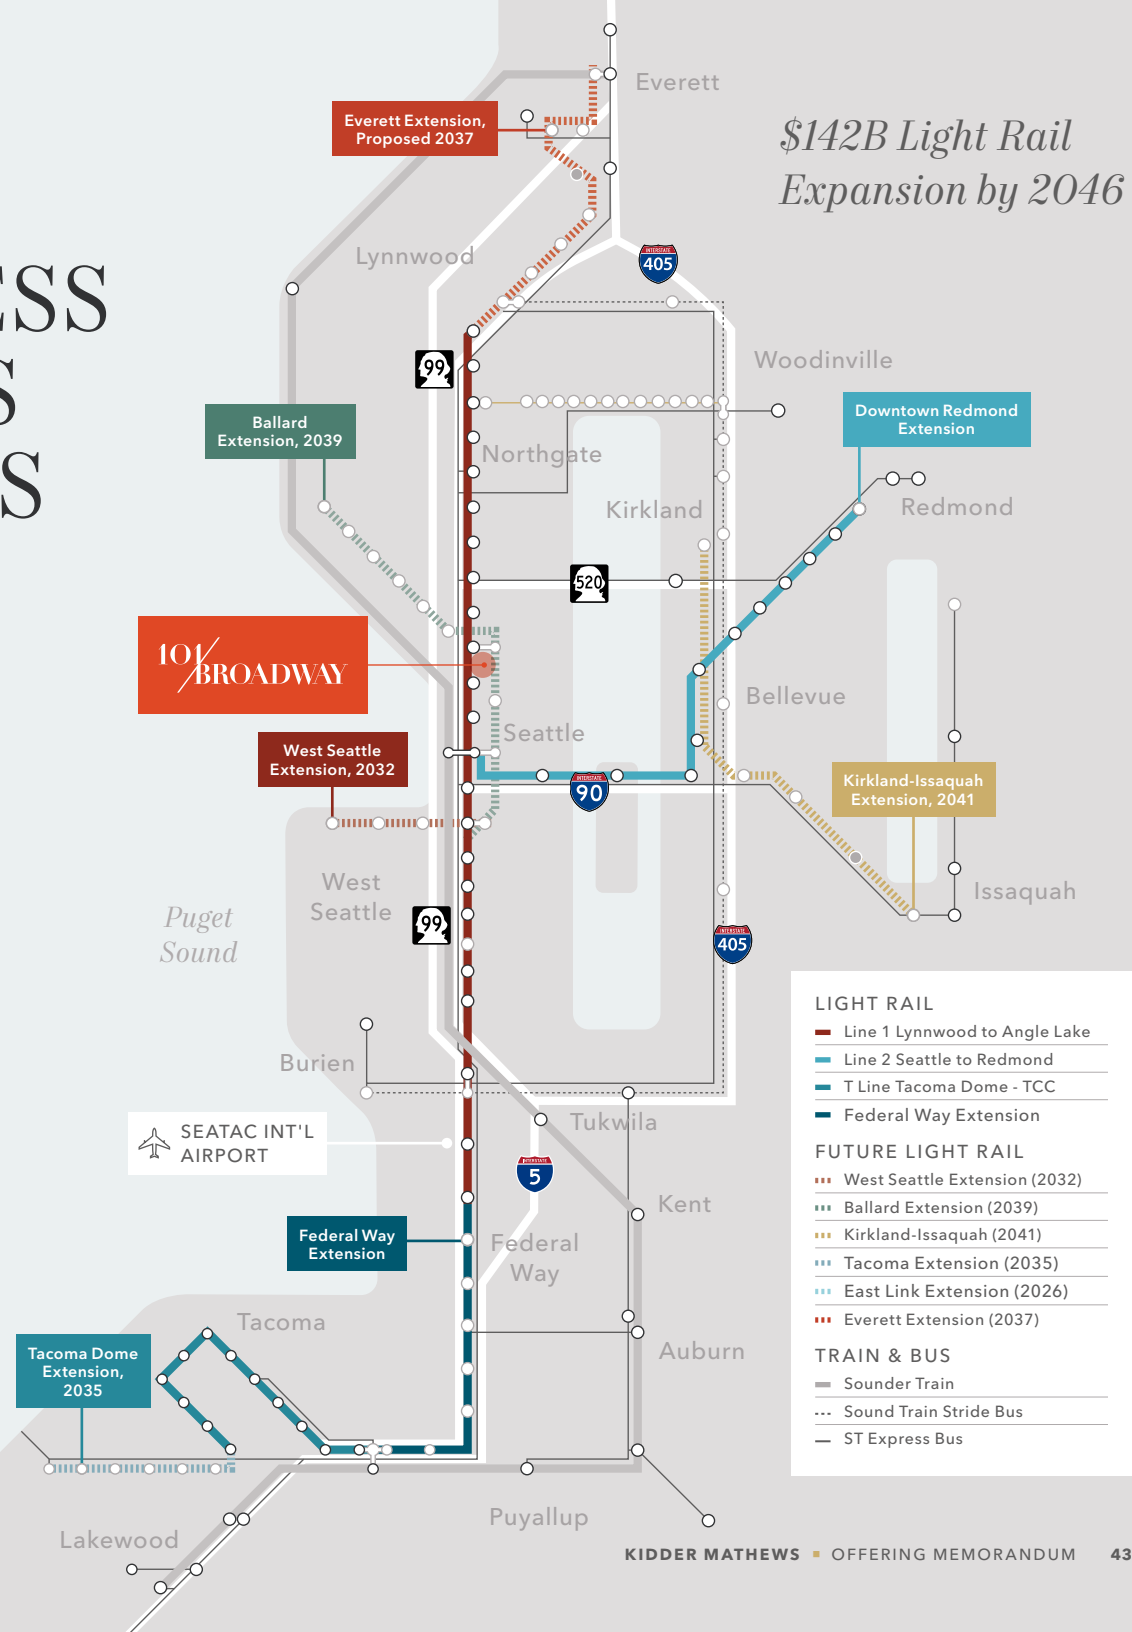 ESS
S
S
$142B Light Rail
Expansion by 2046
Everett
Everett Extension,
Proposed 2037
Lynnwood
INTERSTATE
405
99
Woodinville
Ballard
Extension, 2039
Downtown Redmond
Extension
Northgate
Kirkland
Redmond
520
101/
BROADWAY
Bellevue
Seattle
West Seattle
Extension, 2032
INTERSTATE
90
Kirkland-Issaquah
Extension, 2041
West
Seattle
Issaquah
Puget
Sound
99
INTERSTATE
405
Burien
Tukwila
SEATAC INT'L
AIRPORT
INTERSTATE
5
Kent
Federal Way
Extension
Federal
Way
Tacoma
Auburn
Tacoma Dome
Extension,
2035
Puyallup
Lakewood
LIGHT RAIL
Line 1 Lynnwood to Angle Lake
Line 2 Seattle to Redmond
T Line Tacoma Dome - TCC
Federal Way Extension
FUTURE LIGHT RAIL
West Seattle Extension (2032)
Ballard Extension (2039)
Kirkland-Issaquah (2041)
Tacoma Extension (2035)
East Link Extension (2026)
Everett Extension (2037)
TRAIN & BUS
Sounder Train
Sound Train Stride Bus
ST Express Bus
KIDDER MATHEWS ▪ OFFERING MEMORANDUM 43